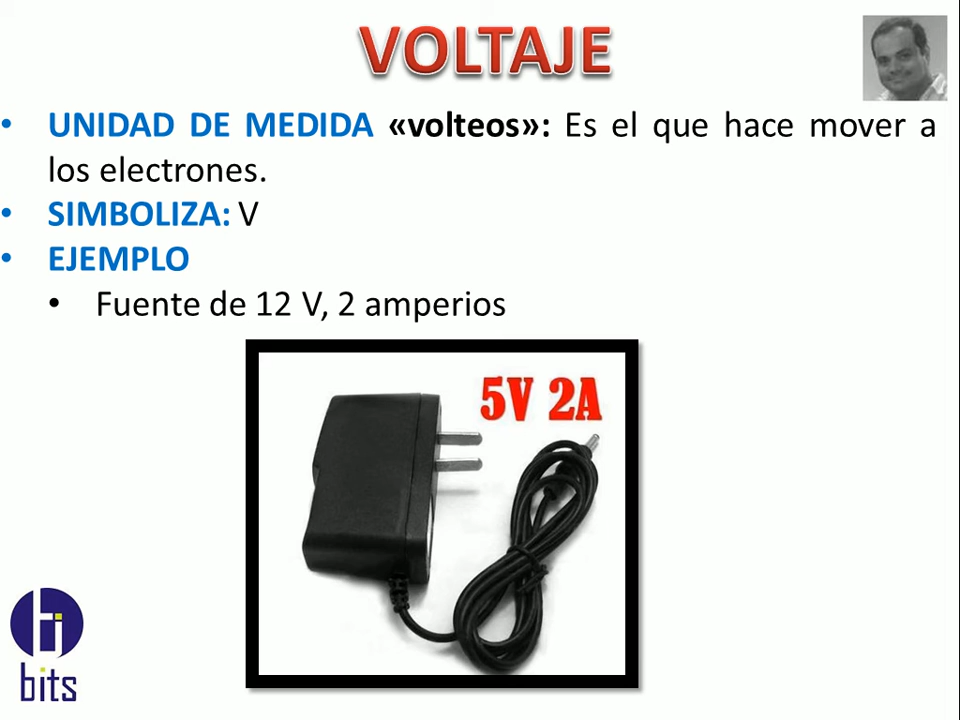 VOLTAJE
• UNIDAD DE MEDIDA «volteos»: Es el que hace mover a
los electrones.
• SIMBOLIZA: V
• EJEMPLO
• Fuente de 12 V, 2 amperios
5V 2A
bits